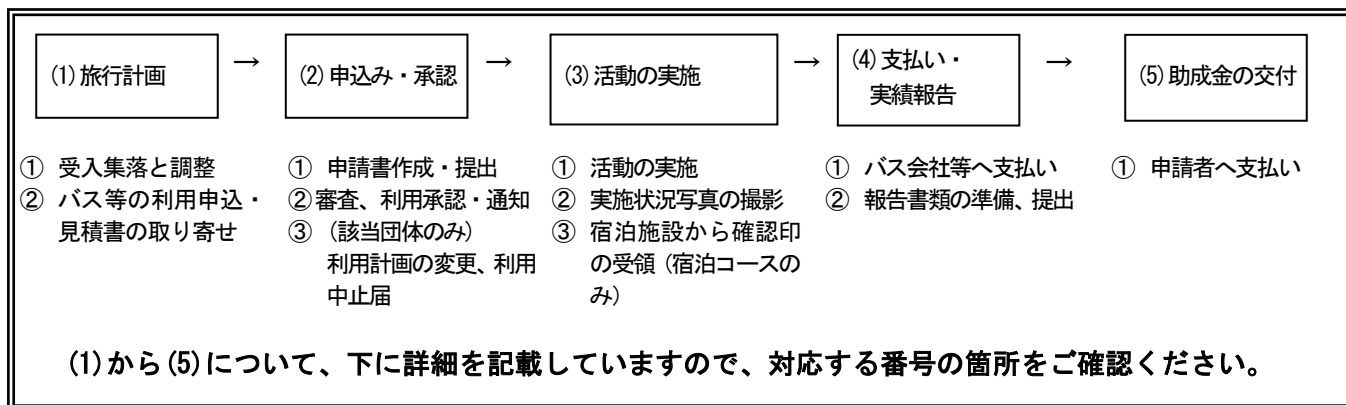 (1)旅行計画 → (2)申込み・承認 → (3)活動の実施 → (4)支払い・ → (5)助成金の交付
実績報告
① 受入集落と調整
② バス等の利用申込・
見積書の取り寄せ
① 申請書作成・提出
②審査、利用承認・通知
③ (該当団体のみ)
利用計画の変更、利用
中止届
① 活動の実施
② 実施状況写真の撮影
③ 宿泊施設から確認印
の受領(宿泊コースの
み)
① バス会社等へ支払い
② 報告書類の準備、提出
① 申請者へ支払い
(1)から(5)について、下に詳細を記載していますので、対応する番号の箇所をご確認ください。